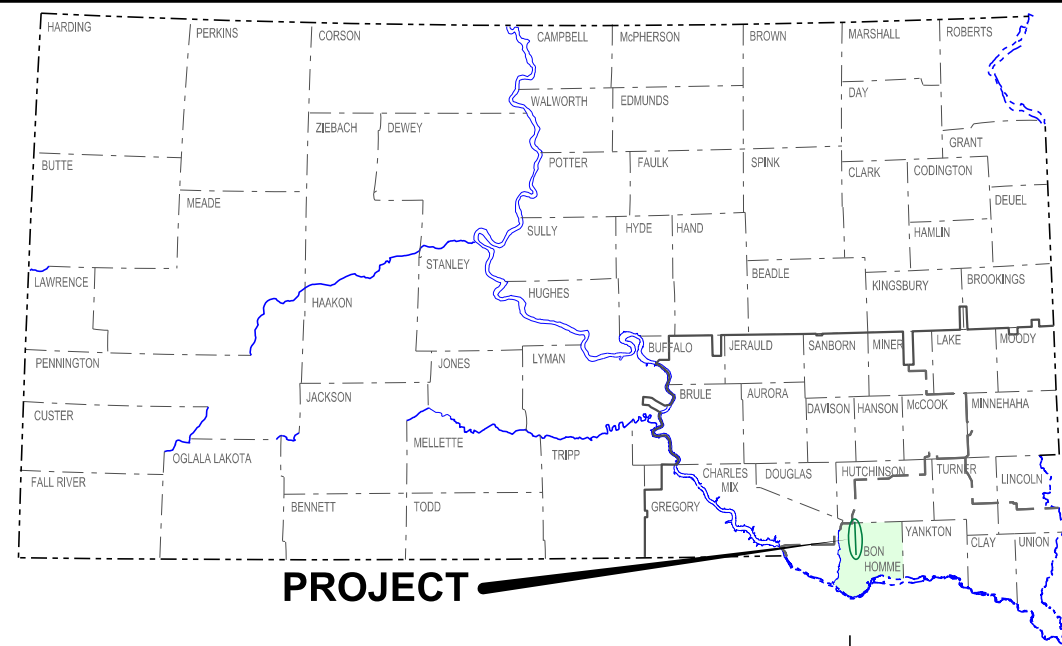 HARDING
PERKINS
CORSON
CAMPBELL
McPHERSON
BROWN
MARSHALL
ROBERTS
WALWORTH
EDMUNDS
DAY
ZIEBACH
DEWEY
GRANT
BUTTE
POTTER
FAULK
SPINK
CLARK
CODINGTON
MEADE
DEUEL
SULLY
HYDE
HAND
HAMLIN
STANLEY
BEADLE
LAWRENCE
HAAKON
HUGHES
KINGSBURY
BROOKINGS
PENNINGTON
JONES
LYMAN
BUFFALO
JERAULD
SANBORN
MINER
LAKE
MOODY
CUSTER
JACKSON
BRULE
AURORA
DAVISON
HANSON
McCOOK
MINNEHAHA
OGLALA LAKOTA
MELLETTE
TRIPP
FALL RIVER
CHARLES
MIX
DOUGLAS
HUTCHINSON
TURNER
LINCOLN
BENNETT
TODD
GREGORY
YANKTON
CLAY
UNION
BON
HOMME
PROJECT